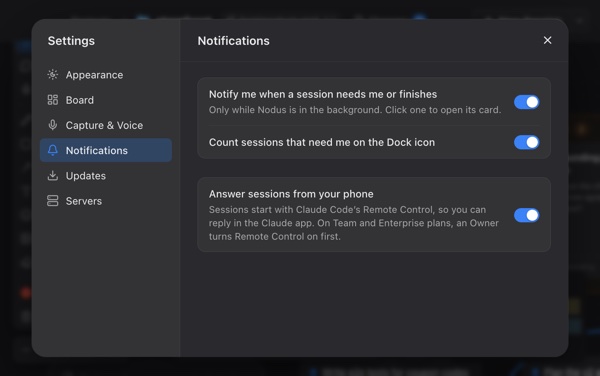 Settings
Appearance
Board
Capture & Voice
Notifications
Updates
Servers
Notifications
Notify me when a session needs me or finishes
Only while Nodus is in the background. Click one to open its card.
Count sessions that need me on the Dock icon
Answer sessions from your phone
Sessions start with Claude Code's Remote Control, so you can
reply in the Claude app. On Team and Enterprise plans, an Owner
turns Remote Control on first.